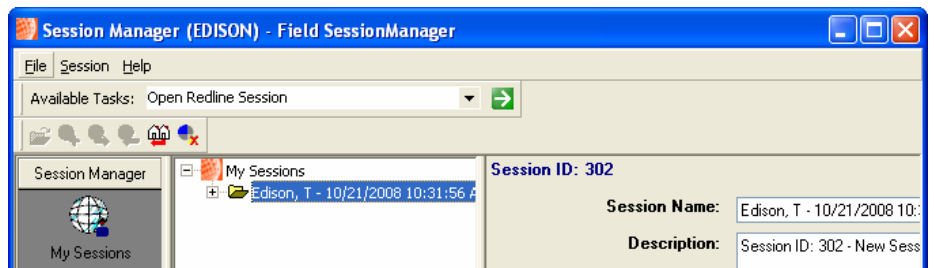 Session Manager (EDISON) - Field SessionManager
File Session Help
Available Tasks: Open Redline Session
Session Manager
My Sessions
My Sessions
Edison, T - 10/21/2008 10:31:56 A
Session ID: 302
Session Name: Edison, T - 10/21/2008 10:
Description: Session ID: 302 - New Sess